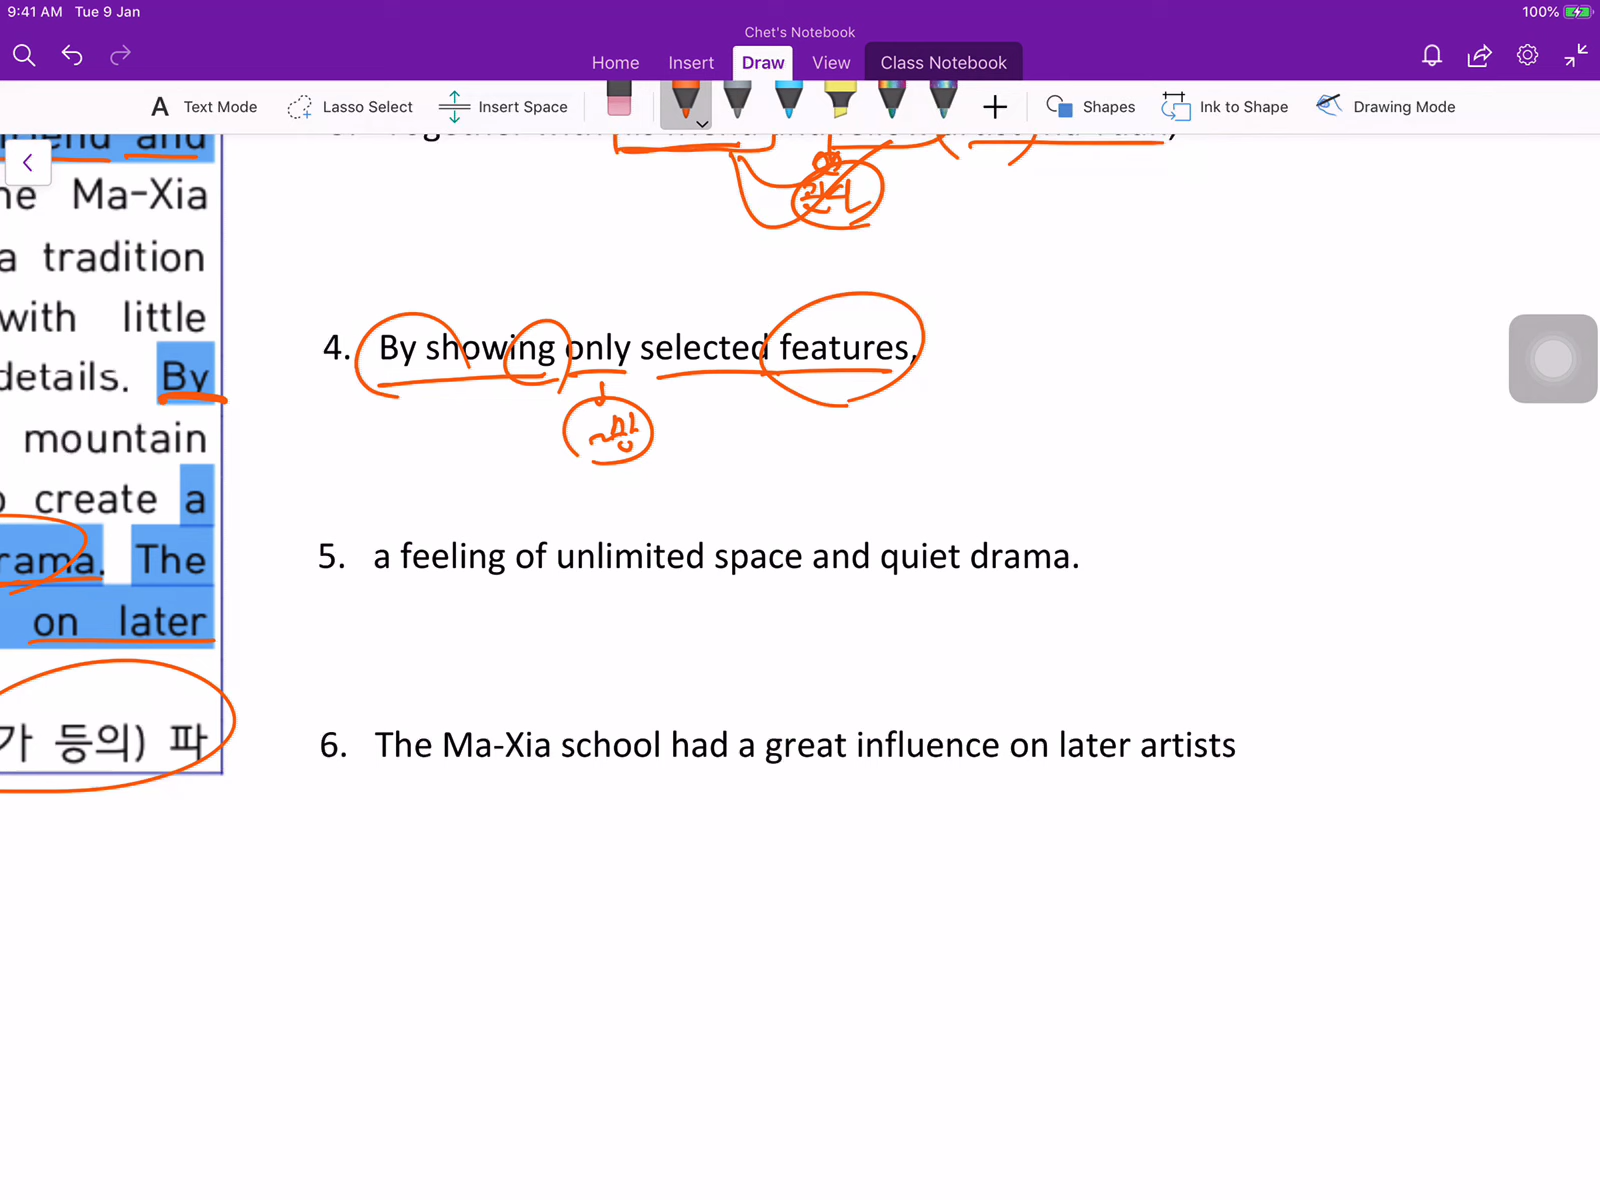 9:41 AM Tue 9 Jan
100%
Chet's Notebook
Home Insert Draw View Class Notebook
Text Mode Lasso Select Insert Space Shapes Ink to Shape Drawing Mode
and
Ma-Xia
a tradition
with little
details. By
mountain
create a
The
on later
등의) 파
4. By showing only selected features,
5. a feeling of unlimited space and quiet drama.
6. The Ma-Xia school had a great influence on later artists